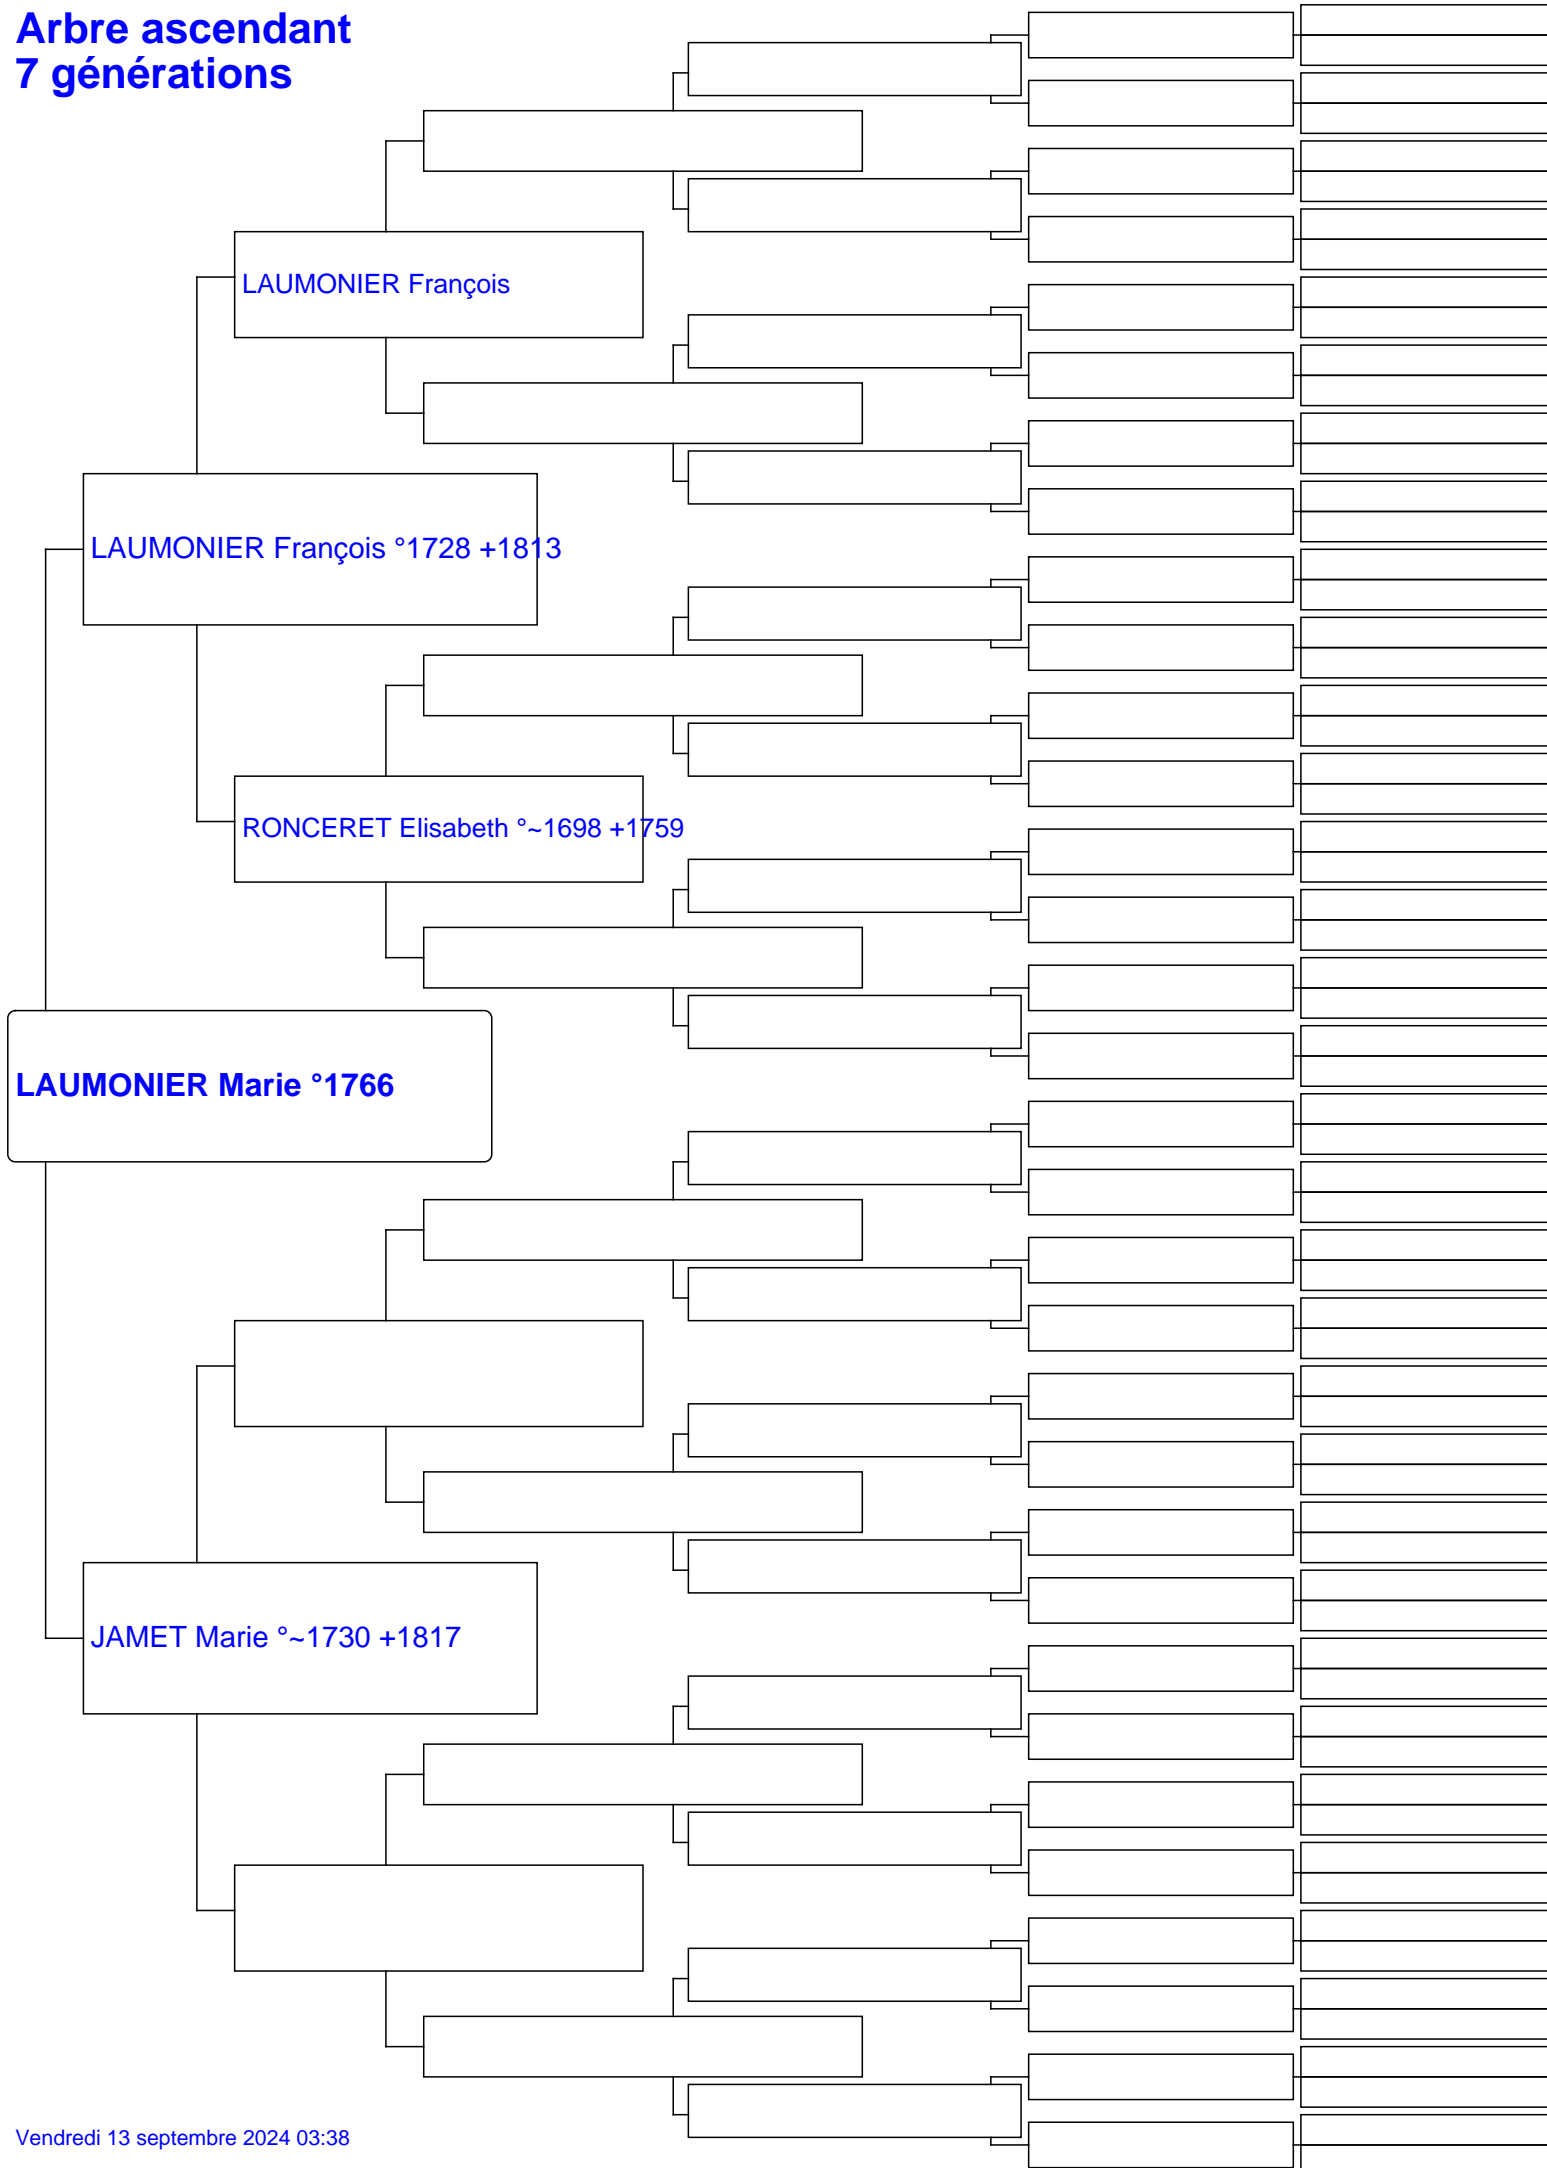 Arbre ascendant
7 générations
LAUMONIER François
LAUMONIER François °1728 +1813
RONCERET Elisabeth °~1698 +1759
LAUMONIER Marie °1766
JAMET Marie °~1730 +1817
Vendredi 13 septembre 2024 03:38